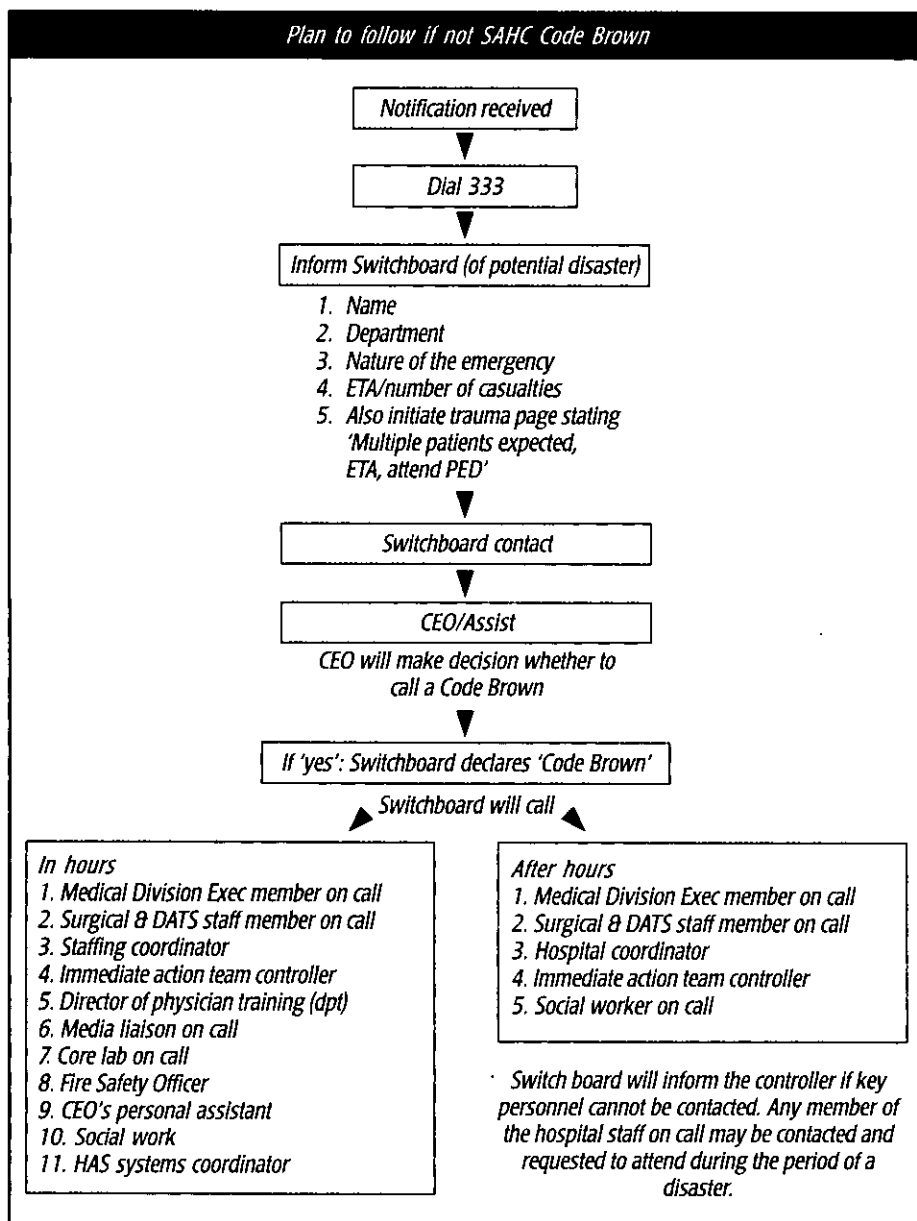 Plan to follow if not SAHC Code Brown
Notification received
Dial 333
Inform Switchboard (of potential disaster)
1. Name
2. Department
3. Nature of the emergency
4. ETA/number of casualties
5. Also initiate trauma page stating
'Multiple patients expected,
ETA, attend PED'
Switchboard contact
CEO/Assist
CEO will make decision whether to
call a Code Brown
If 'yes': Switchboard declares 'Code Brown'
Switchboard will call
In hours
1. Medical Division Exec member on call
2. Surgical & DATS staff member on call
3. Staffing coordinator
4. Immediate action team controller
5. Director of physician training (dpt)
6. Media liaison on call
7. Core lab on call
8. Fire Safety Officer
9. CEO's personal assistant
10. Social work
11. HAS systems coordinator
After hours
1. Medical Division Exec member on call
2. Surgical & DATS staff member on call
3. Hospital coordinator
4. Immediate action team controller
5. Social worker on call
Switch board will inform the controller if key
personnel cannot be contacted. Any member of
the hospital staff on call may be contacted and
requested to attend during the period of a
disaster.